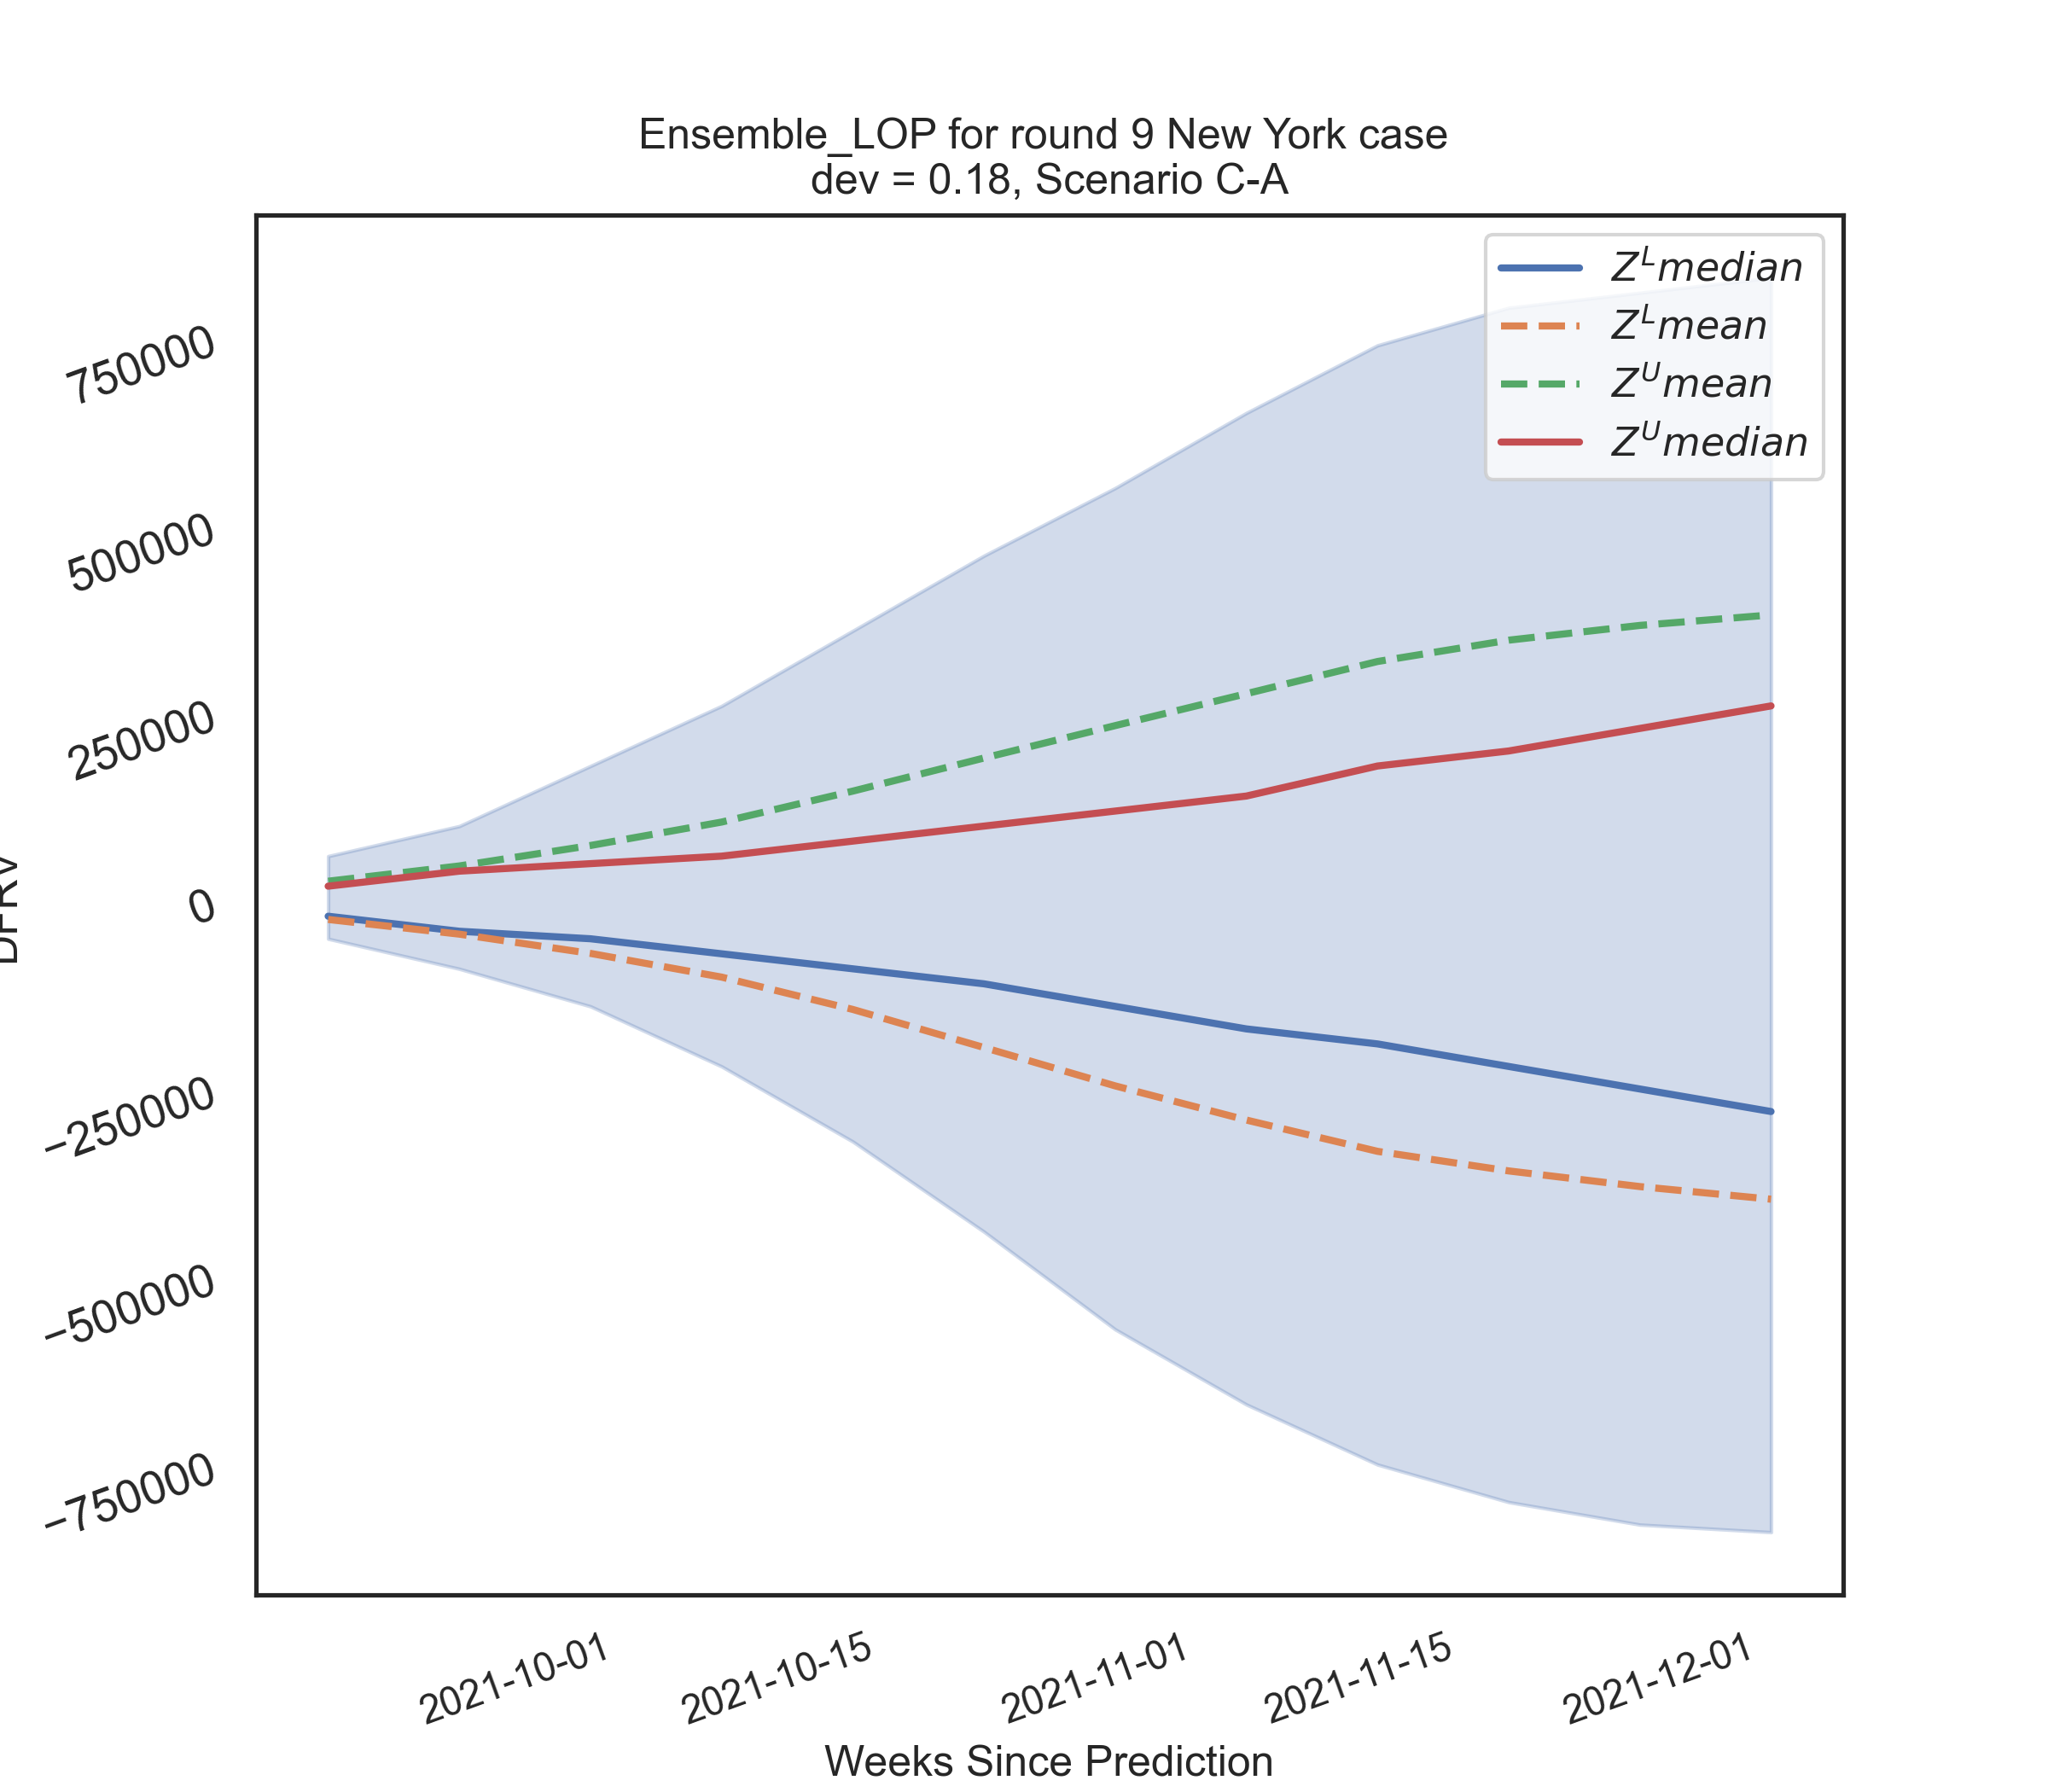 Ensemble_LOP for round 9 New York case
dev = 0.18, Scenario C-A
Z^L median
Z^L mean
Z^U mean
Z^U median
750000
500000
250000
0
−250000
−500000
−750000
2021-10-01
2021-10-15
2021-11-01
2021-11-15
2021-12-01
Weeks Since Prediction